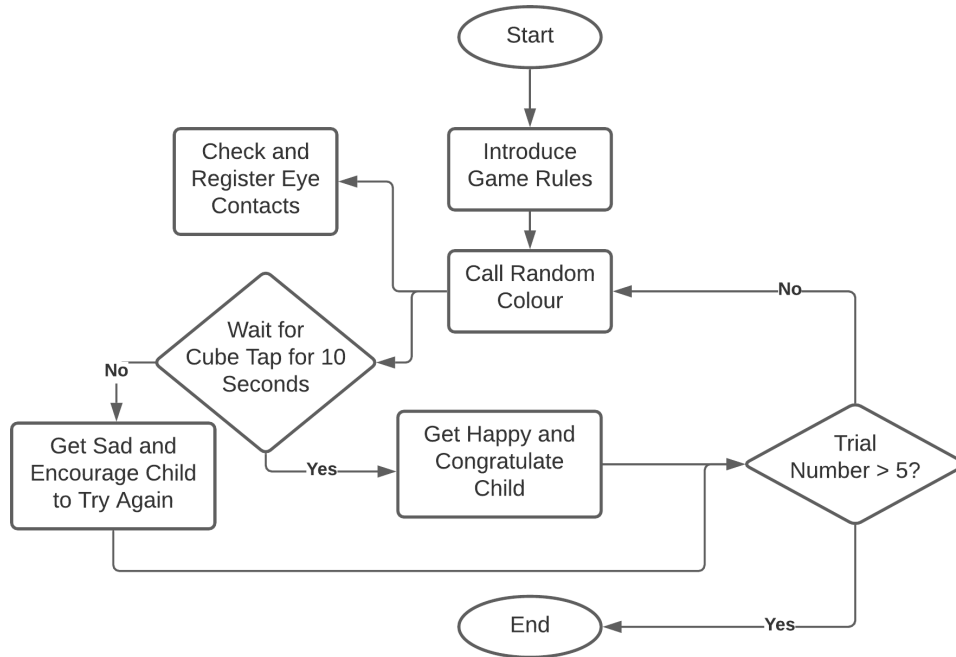 Start
Introduce
Game Rules
Check and
Register Eye
Contacts
Call Random
Colour
No
Wait for
Cube Tap for 10
Seconds
No
Get Sad and
Encourage Child
to Try Again
Yes
Get Happy and
Congratulate
Child
Trial
Number > 5?
End
Yes